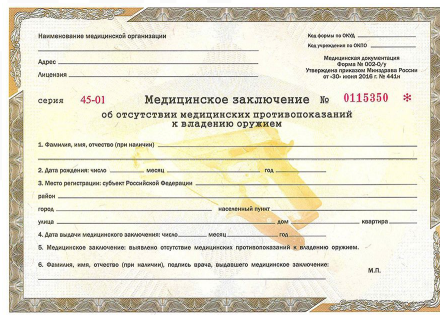 Наименование медицинской организации
Код формы по ОКУД
Код учреждения по ОКПО
Адрес
Лицензия
Медицинская документация
Форма № 002-О/у
Утверждена приказом Минздрава России
от «30» июня 2016 г. № 441н
серия 45-01 Медицинское заключение № 0115350 *
об отсутствии медицинских противопоказаний
к владению оружием
1. Фамилия, имя, отчество (при наличии)
2. Дата рождения: число месяц год
3. Место регистрации: субъект Российской Федерации
район
город населенный пункт
улица дом квартира
4. Дата выдачи медицинского заключения: число месяц год
5. Медицинское заключение: выявлено отсутствие медицинских противопоказаний к владению оружием.
6. Фамилия, имя, отчество (при наличии), подпись врача, выдавшего медицинское заключение:
М.П.